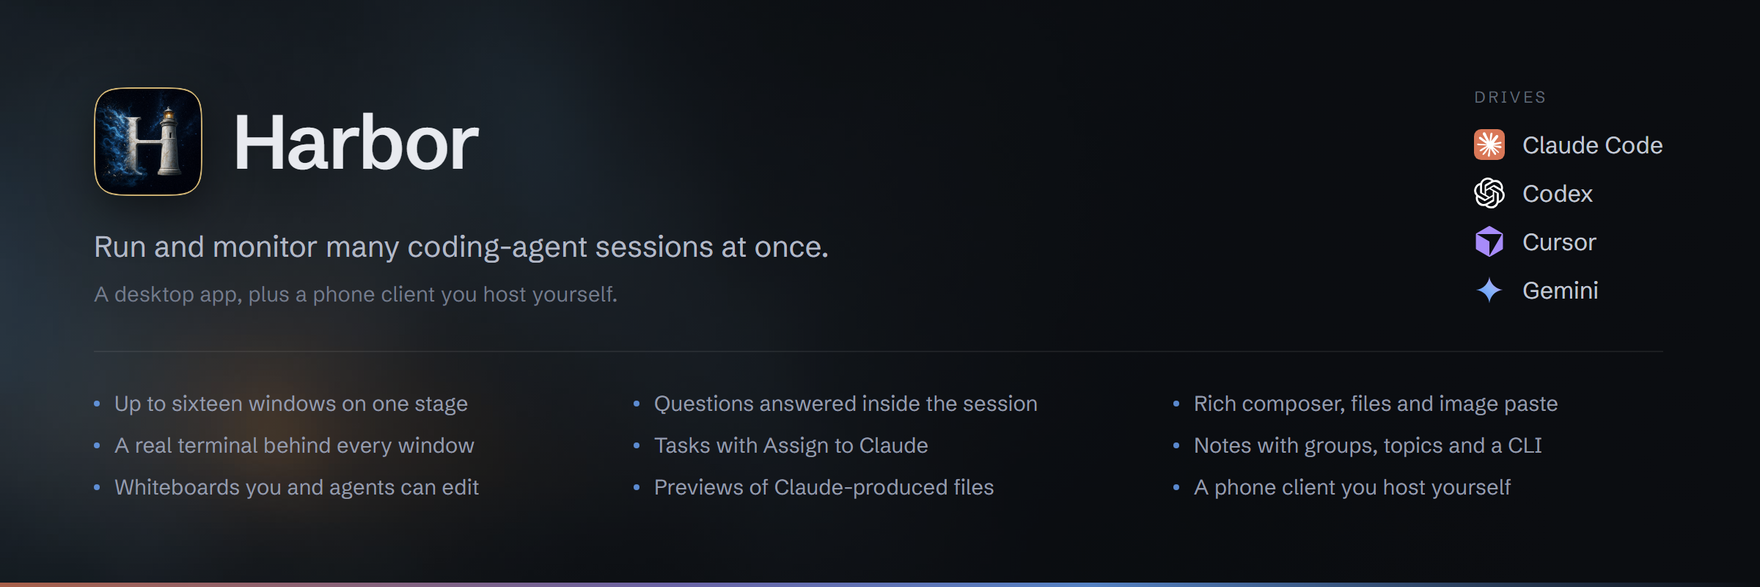 Harbor
Run and monitor many coding-agent sessions at once.
A desktop app, plus a phone client you host yourself.
DRIVES
Claude Code
Codex
Cursor
Gemini
• Up to sixteen windows on one stage
• A real terminal behind every window
• Whiteboards you and agents can edit
• Questions answered inside the session
• Tasks with Assign to Claude
• Previews of Claude-produced files
• Rich composer, files and image paste
• Notes with groups, topics and a CLI
• A phone client you host yourself